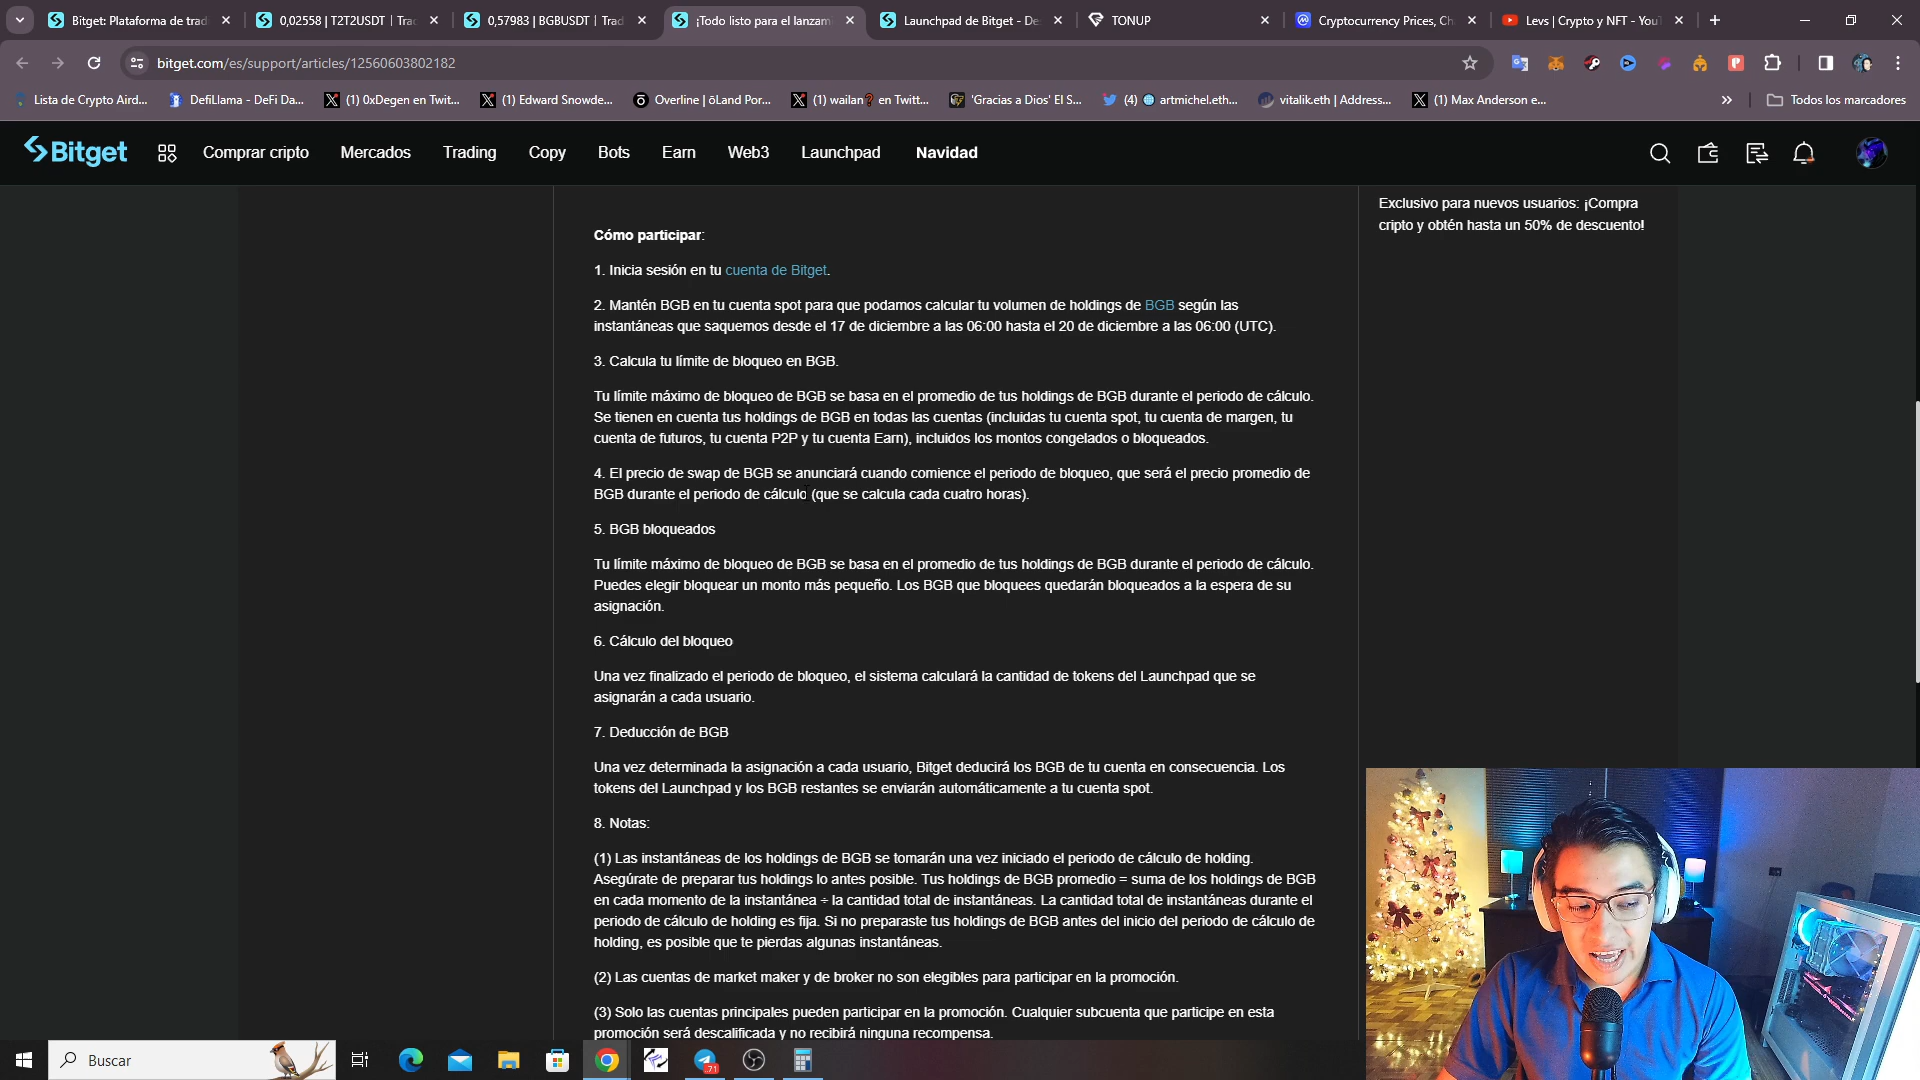 Bitget: Plataforma de trad
0,02558 | T2T2USDT | Trac
0,57983 | BGBUSDT | Trad
¡Todo listo para el lanzami
Launchpad de Bitget - De
TONUP
Cryptocurrency Prices, Ch
Levs | Crypto y NFT - YouT
bitget.com/es/support/articles/12560603802182
Lista de Crypto Aird...
DefiLlama - DeFi Da...
(1) 0xDegen en Twit...
(1) Edward Snowde...
Overline | ōLand Por...
(1) wailan❓ en Twitt...
'Gracias a Dios' El S...
(4) 🌐 artmichel.eth...
vitalik.eth | Address...
(1) Max Anderson e...
»
Todos los marcadores
Bitget
Comprar cripto
Mercados
Trading
Copy
Bots
Earn
Web3
Launchpad
Navidad
Exclusivo para nuevos usuarios: ¡Compra
cripto y obtén hasta un 50% de descuento!
Cómo participar:
1. Inicia sesión en tu cuenta de Bitget.
2. Mantén BGB en tu cuenta spot para que podamos calcular tu volumen de holdings de BGB según las
instantáneas que saquemos desde el 17 de diciembre a las 06:00 hasta el 20 de diciembre a las 06:00 (UTC).
3. Calcula tu límite de bloqueo en BGB.
Tu límite máximo de bloqueo de BGB se basa en el promedio de tus holdings de BGB durante el periodo de cálculo.
Se tienen en cuenta tus holdings de BGB en todas las cuentas (incluidas tu cuenta spot, tu cuenta de margen, tu
cuenta de futuros, tu cuenta P2P y tu cuenta Earn), incluidos los montos congelados o bloqueados.
4. El precio de swap de BGB se anunciará cuando comience el periodo de bloqueo, que será el precio promedio de
BGB durante el periodo de cálculo (que se calcula cada cuatro horas).
5. BGB bloqueados
Tu límite máximo de bloqueo de BGB se basa en el promedio de tus holdings de BGB durante el periodo de cálculo.
Puedes elegir bloquear un monto más pequeño. Los BGB que bloquees quedarán bloqueados a la espera de su
asignación.
6. Cálculo del bloqueo
Una vez finalizado el periodo de bloqueo, el sistema calculará la cantidad de tokens del Launchpad que se
asignarán a cada usuario.
7. Deducción de BGB
Una vez determinada la asignación a cada usuario, Bitget deducirá los BGB de tu cuenta en consecuencia. Los
tokens del Launchpad y los BGB restantes se enviarán automáticamente a tu cuenta spot.
8. Notas:
(1) Las instantáneas de los holdings de BGB se tomarán una vez iniciado el periodo de cálculo de holding.
Asegúrate de preparar tus holdings lo antes posible. Tus holdings de BGB promedio = suma de los holdings de BGB
en cada momento de la instantánea ÷ la cantidad total de instantáneas. La cantidad total de instantáneas durante el
periodo de cálculo de holding es fija. Si no preparaste tus holdings de BGB antes del inicio del periodo de cálculo de
holding, es posible que te pierdas algunas instantáneas.
(2) Las cuentas de market maker y de broker no son elegibles para participar en la promoción.
(3) Solo las cuentas principales pueden participar en la promoción. Cualquier subcuenta que participe en esta
promoción será descalificada y no recibirá ninguna recompensa.
Buscar
71